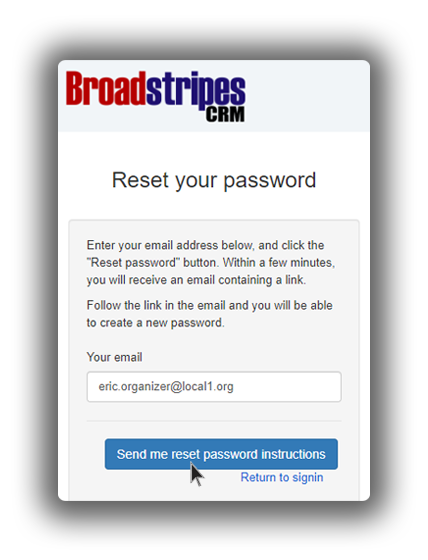 Broadstripes
CRM
Reset your password
Enter your email address below, and click the
"Reset password" button. Within a few minutes,
you will receive an email containing a link.
Follow the link in the email and you will be able
to create a new password.
Your email
eric.organizer@local1.org
Send me reset password instructions
Return to signin